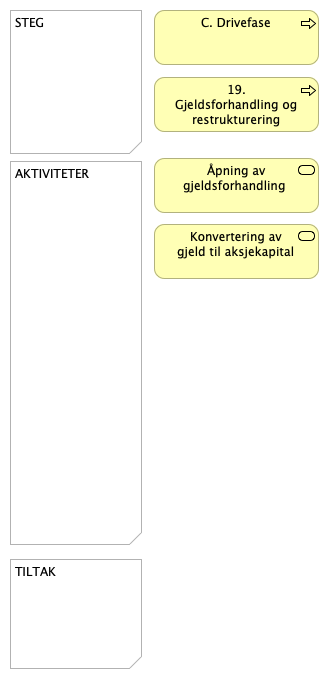 STEG
C. Drivefase
19.
Gjeldsforhandling og
restrukturering
AKTIVITETER
Åpning av
gjeldsforhandling
Konvertering av
gjeld til aksjekapital
TILTAK